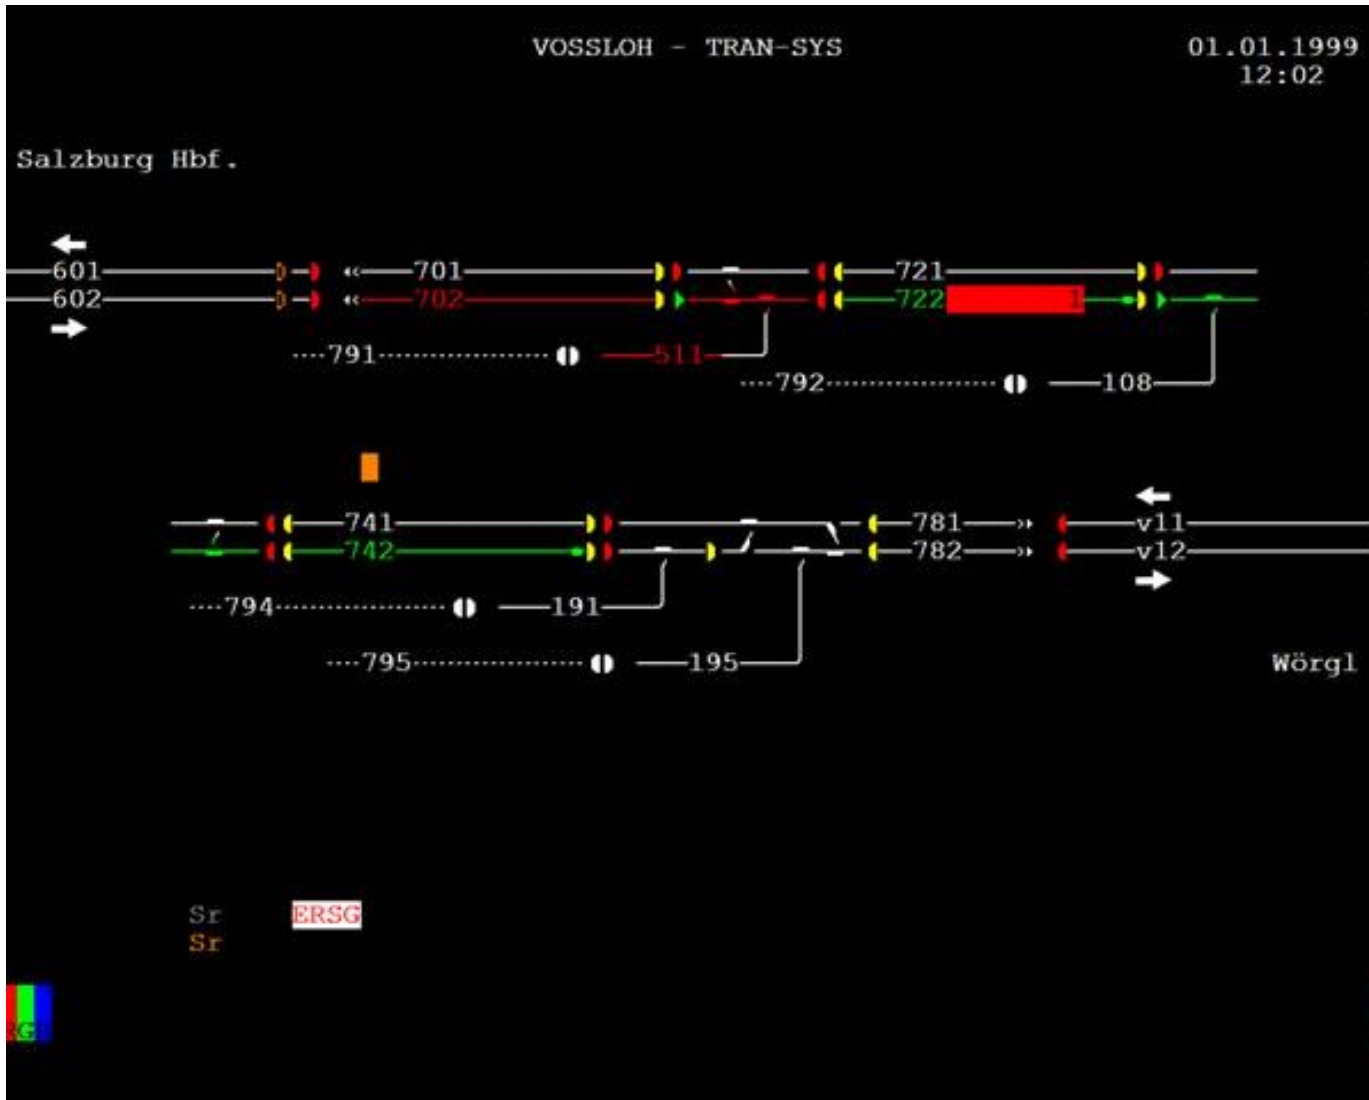 VOSSLOH - TRAN-SYS 01.01.1999
12:02
Salzburg Hbf.
601 701 721
602 702 722 1
791 511
792 108
741 781 v11
742 782 v12
794 191
795 195 Wörgl
Sr ERSG
Sr
RG